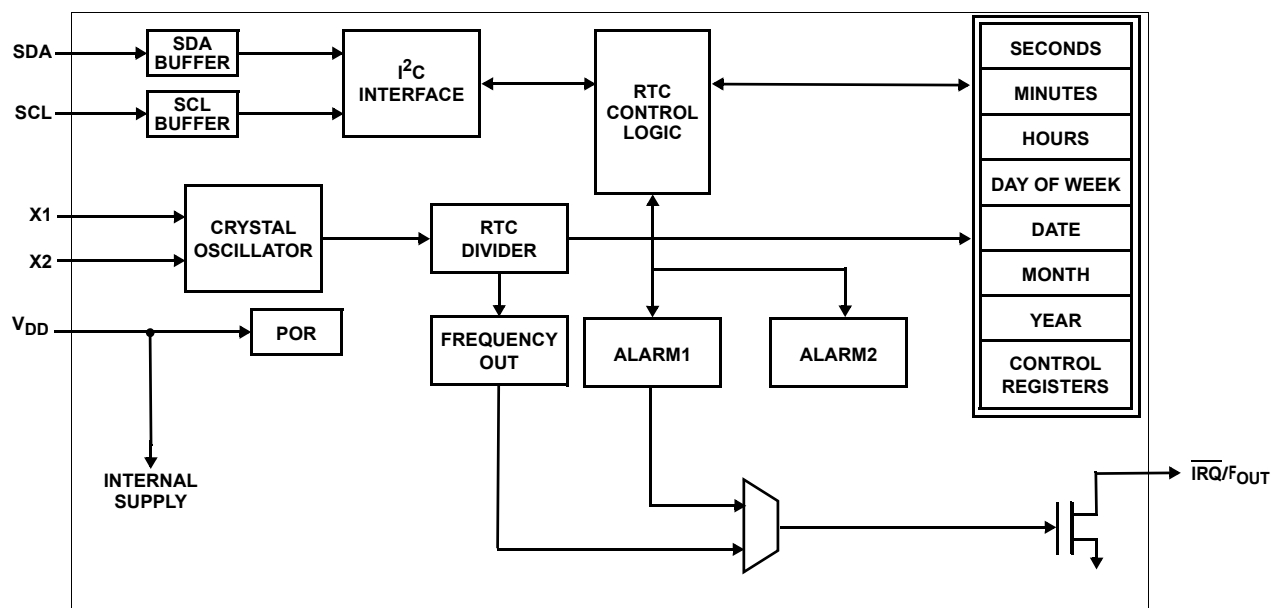 SDA
SDA
BUFFER
I²C
INTERFACE
RTC
CONTROL
LOGIC
SCL
SCL
BUFFER
SECONDS
MINUTES
HOURS
DAY OF WEEK
DATE
MONTH
YEAR
CONTROL
REGISTERS
X1
X2
CRYSTAL
OSCILLATOR
RTC
DIVIDER
VDD
POR
FREQUENCY
OUT
ALARM1
ALARM2
INTERNAL
SUPPLY
IRQ/FOUT